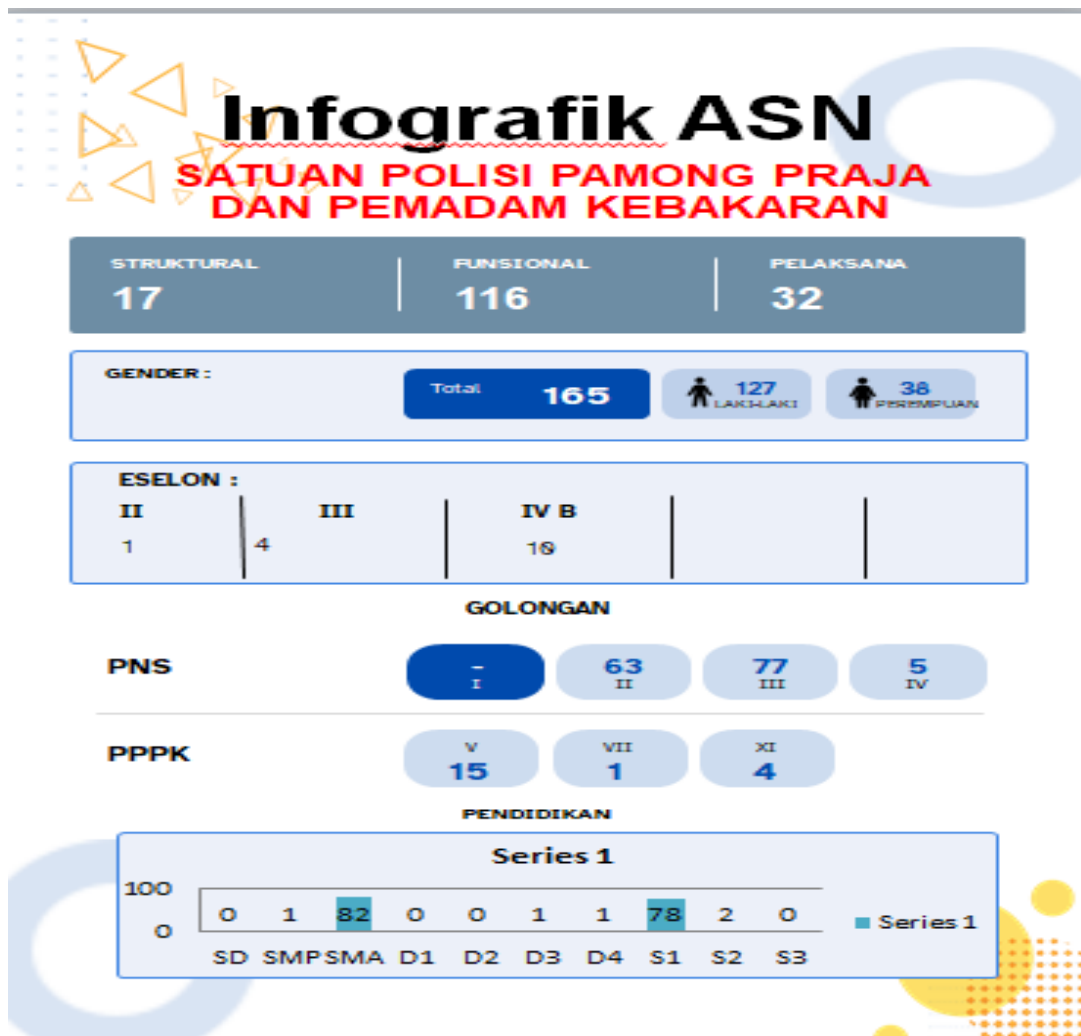 Infografik ASN
SATUAN POLISI PAMONG PRAJA
DAN PEMADAM KEBAKARAN
STRUKTURAL FUNSIONAL PELAKSANA
17 116 32
GENDER :
Total 165 127 38
LAKI-LAKI PEREMPUAN
ESELON :
II III IV B
1 4 10
GOLONGAN
PNS
– 63 77 5
I II III IV
PPPK
V VII XI
15 1 4
PENDIDIKAN
Series 1
100
0 1 82 0 0 1 1 78 2 0
0
Series 1
SD SMP SMA D1 D2 D3 D4 S1 S2 S3